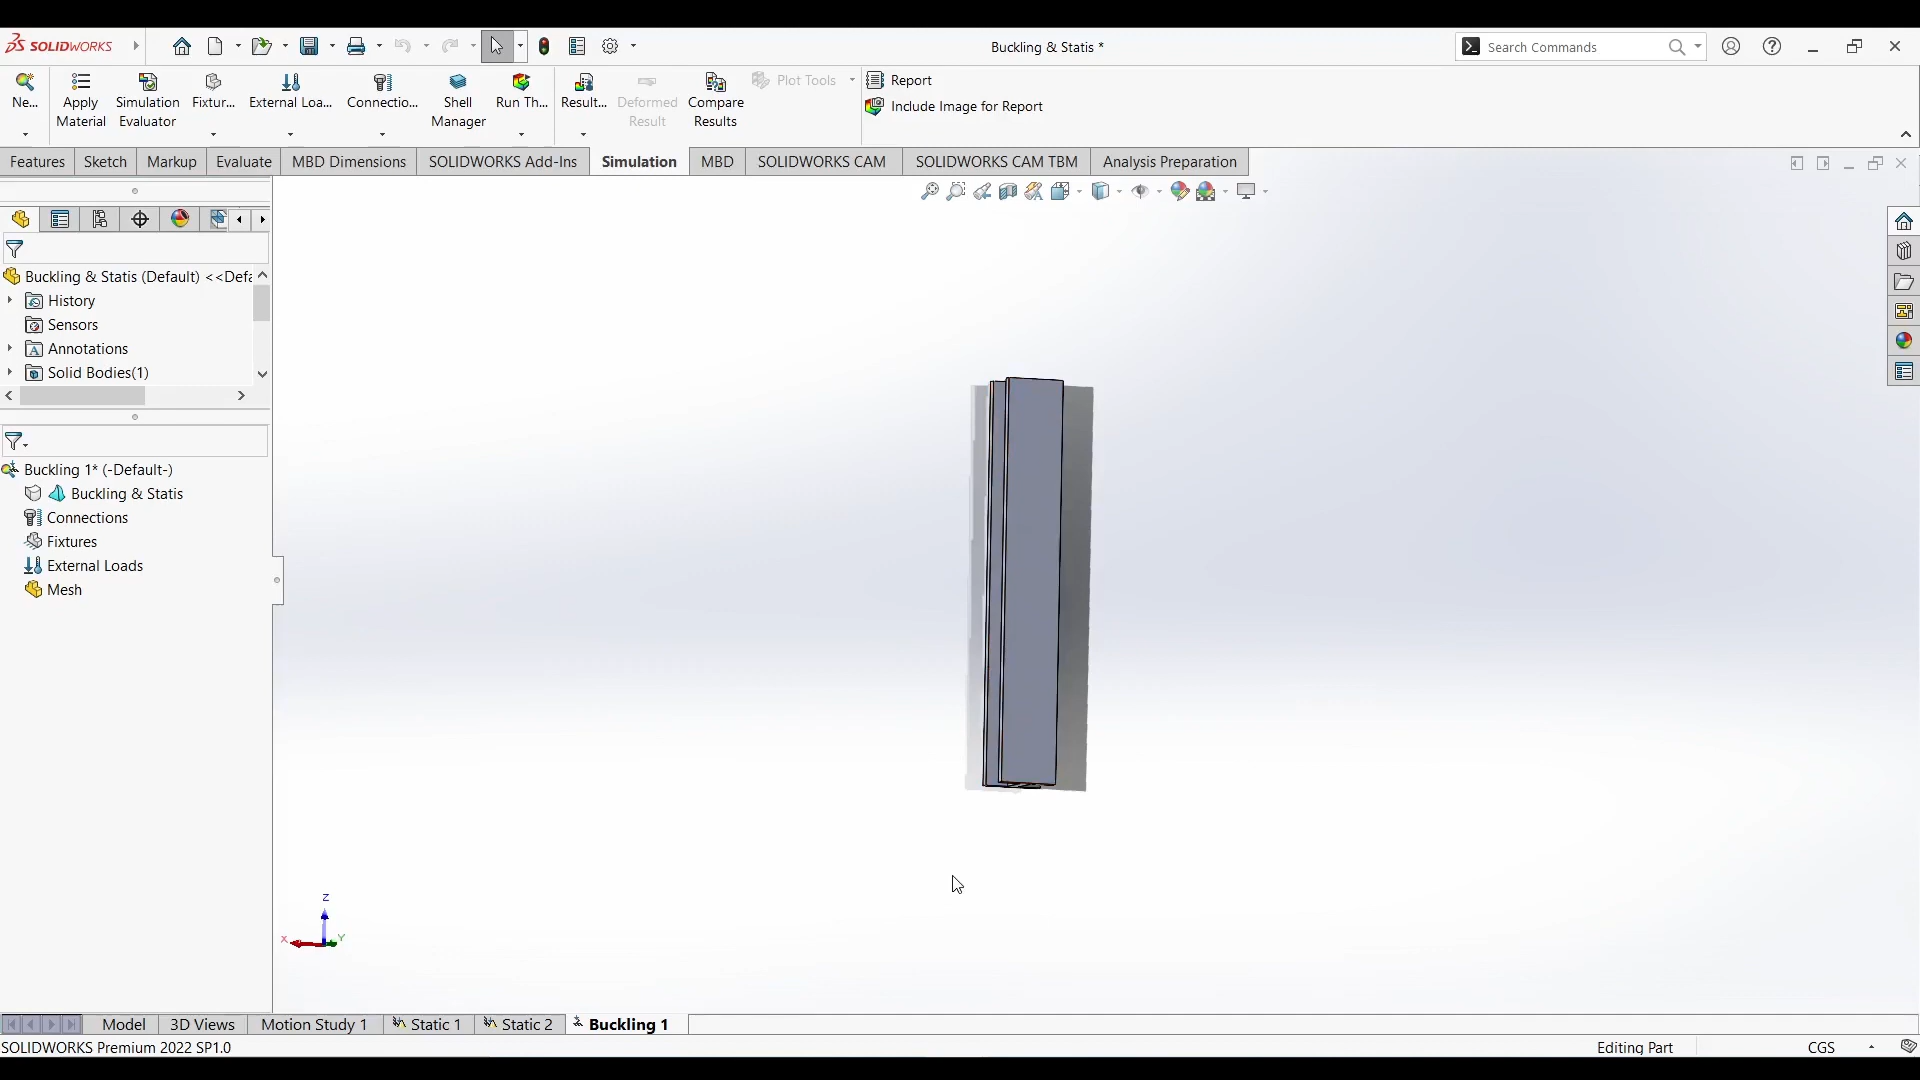 SOLIDWORKS
Buckling & Statis *
Search Commands
Ne...
Apply Material
Simulation Evaluator
Fixtur...
External Loa...
Connectio...
Shell Manager
Run Th...
Result...
Deformed Result
Compare Results
Plot Tools
Report
Include Image for Report
Features
Sketch
Markup
Evaluate
MBD Dimensions
SOLIDWORKS Add-Ins
Simulation
MBD
SOLIDWORKS CAM
SOLIDWORKS CAM TBM
Analysis Preparation
Buckling & Statis (Default) <<Defa
History
Sensors
Annotations
Solid Bodies(1)
Buckling 1* (-Default-)
Buckling & Statis
Connections
Fixtures
External Loads
Mesh
Z
X
Y
Model
3D Views
Motion Study 1
Static 1
Static 2
Buckling 1
SOLIDWORKS Premium 2022 SP1.0
Editing Part
CGS